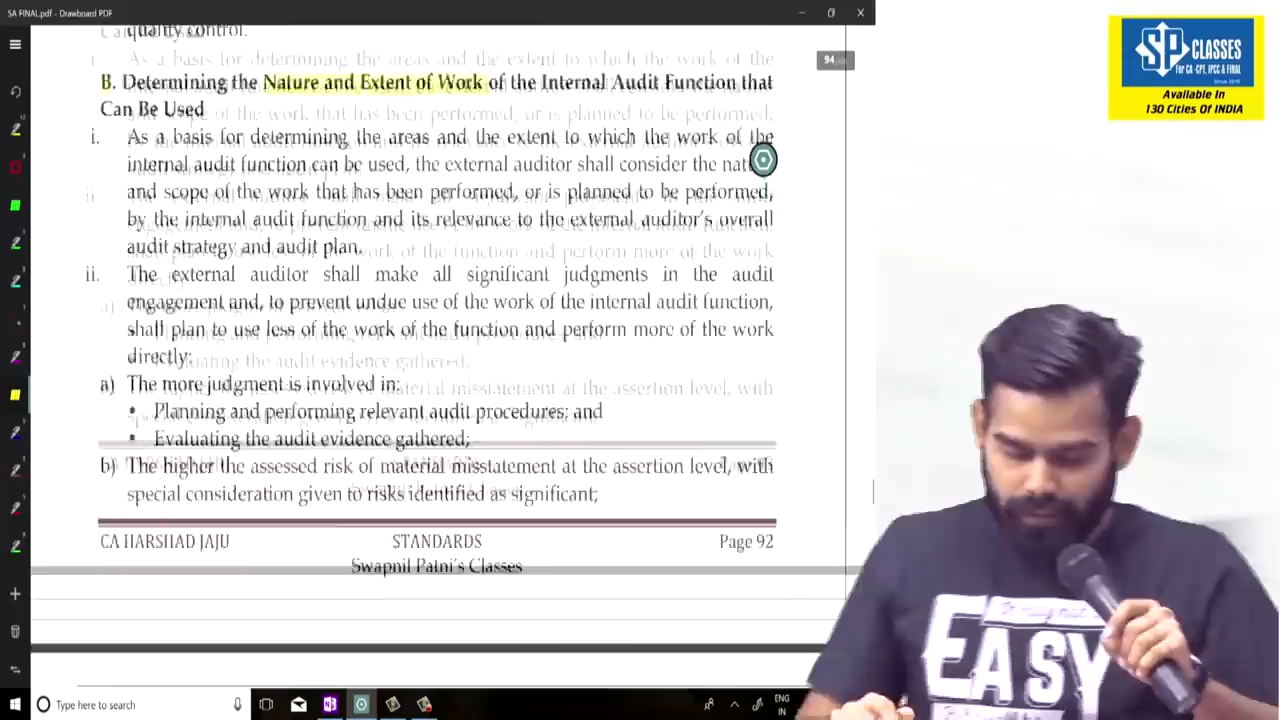 SA FINAL.pdf - Drawboard PDF
quality control.
94
B. Determining the Nature and Extent of Work of the Internal Audit Function that
Can Be Used
i. As a basis for determining the areas and the extent to which the work of the
internal audit function can be used, the external auditor shall consider the
and scope of the work that has been performed, or is planned to be performed,
by the internal audit function and its relevance to the external auditor's overall
audit strategy and audit plan.
ii. The external auditor shall make all significant judgments in the audit
engagement and, to prevent undue use of the work of the internal audit function,
shall plan to use less of the work of the function and perform more of the work
directly:
a) The more judgment is involved in:
• Planning and performing relevant audit procedures; and
• Evaluating the audit evidence gathered;
b) The higher the assessed risk of material misstatement at the assertion level, with
special consideration given to risks identified as significant;
CA HARSHAD JAJU STANDARDS Page 92
Swapnil Patni's Classes
Type here to search
ENG
IN
SP CLASSES
For CA -CPT, IPCC & FINAL
Since 2010
Available In
130 Cities Of INDIA
EASY